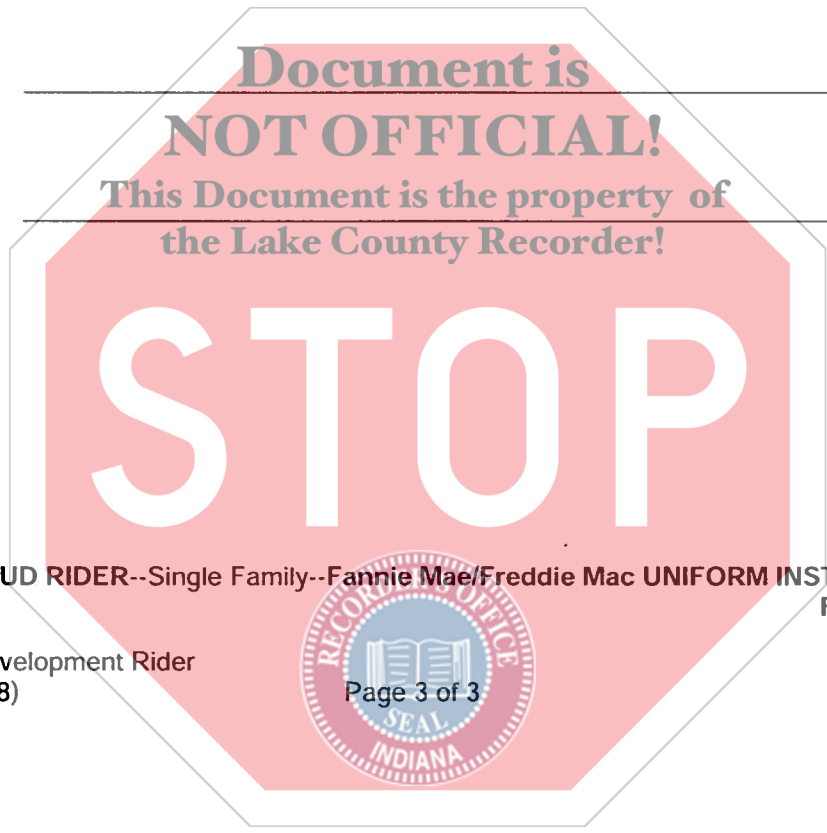 Document is
NOT OFFICIAL!
This Document is the property of
the Lake County Recorder!
STOP
UD RIDER--Single Family--Fannie Mae/Freddie Mac UNIFORM INST
F
velopment Rider
8)
Page 3 of 3
RECORDER'S OFFICE
SEAL
INDIANA